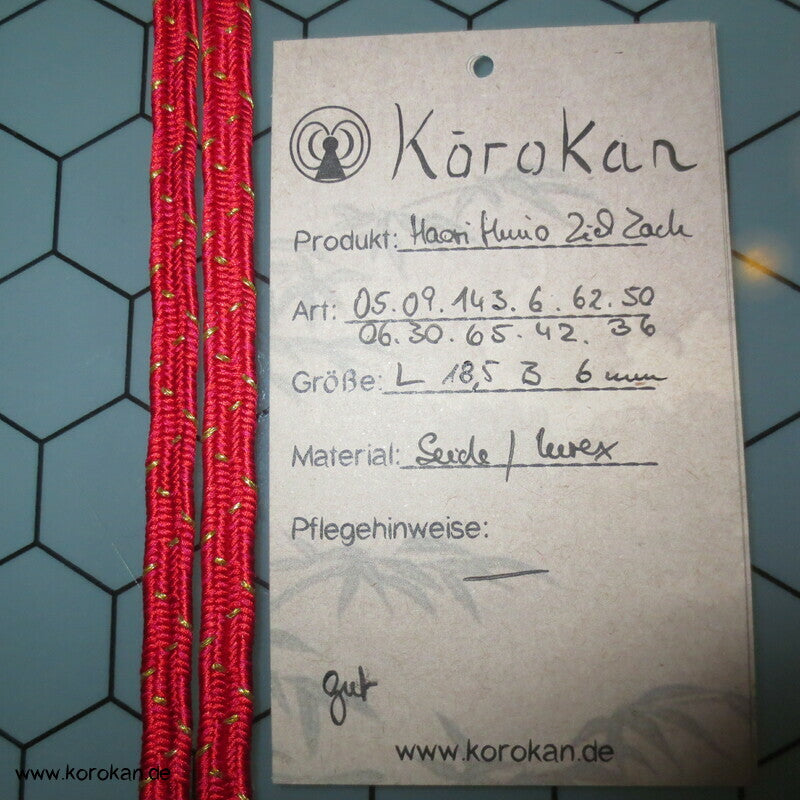 Kōrokan
Produkt: Haori Himo Zick Zack
Art: 05.09.143.6.62.50
06.30.65.42.36
Größe: L 18,5 B 6 mm
Material: Seide / Lurex
Pflegehinweise:
—
gut
www.korokan.de
www.korokan.de